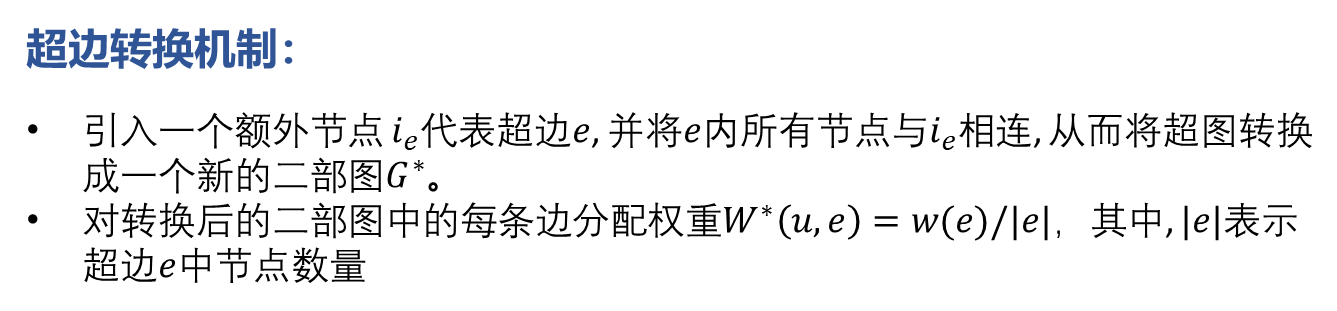 超边转换机制：
• 引入一个额外节点 𝑖ₑ代表超边𝑒, 并将𝑒内所有节点与𝑖ₑ相连, 从而将超图转换
成一个新的二部图𝐺*。
• 对转换后的二部图中的每条边分配权重𝑊*(𝑢, 𝑒) = 𝑤(𝑒)/|𝑒|，其中, |𝑒|表示
超边𝑒中节点数量